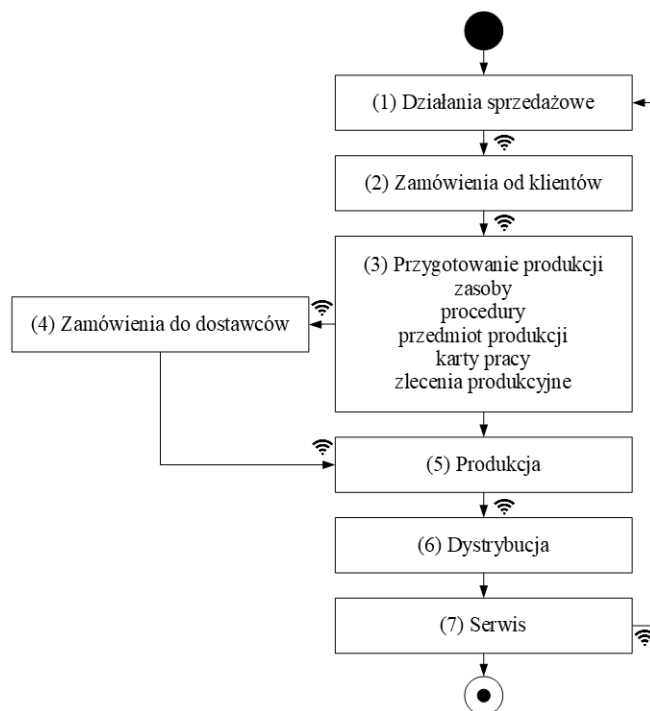 (1) Działania sprzedażowe
(2) Zamówienia od klientów
(3) Przygotowanie produkcji
zasoby
procedury
przedmiot produkcji
karty pracy
zlecenia produkcyjne
(4) Zamówienia do dostawców
(5) Produkcja
(6) Dystrybucja
(7) Serwis